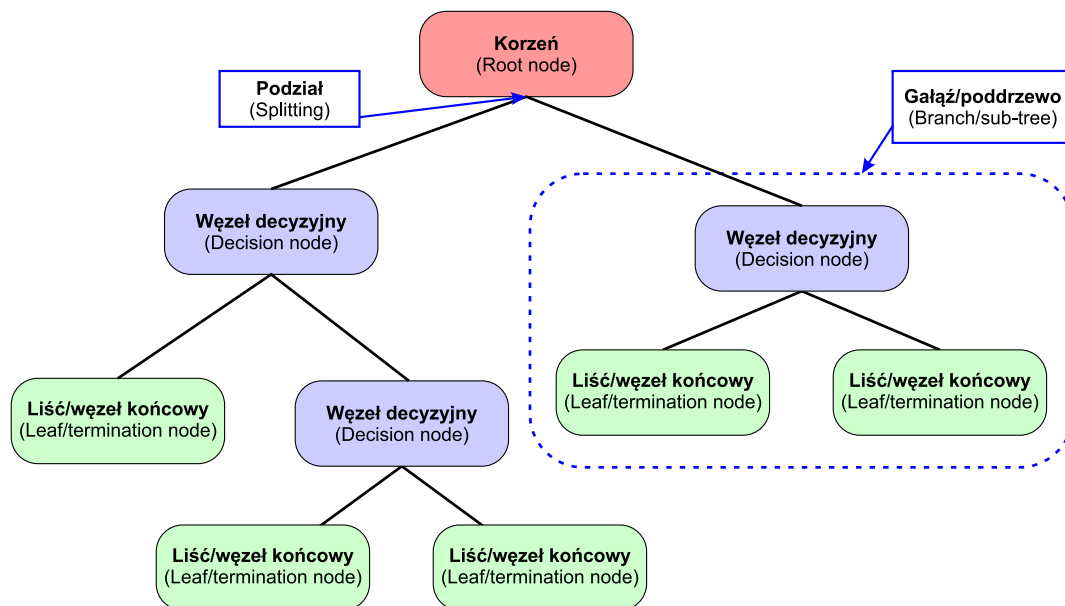 Korzeń
(Root node)
Podział
(Splitting)
Gałąź/poddrzewo
(Branch/sub-tree)
Węzeł decyzyjny
(Decision node)
Węzeł decyzyjny
(Decision node)
Liść/węzeł końcowy
(Leaf/termination node)
Liść/węzeł końcowy
(Leaf/termination node)
Liść/węzeł końcowy
(Leaf/termination node)
Węzeł decyzyjny
(Decision node)
Liść/węzeł końcowy
(Leaf/termination node)
Liść/węzeł końcowy
(Leaf/termination node)